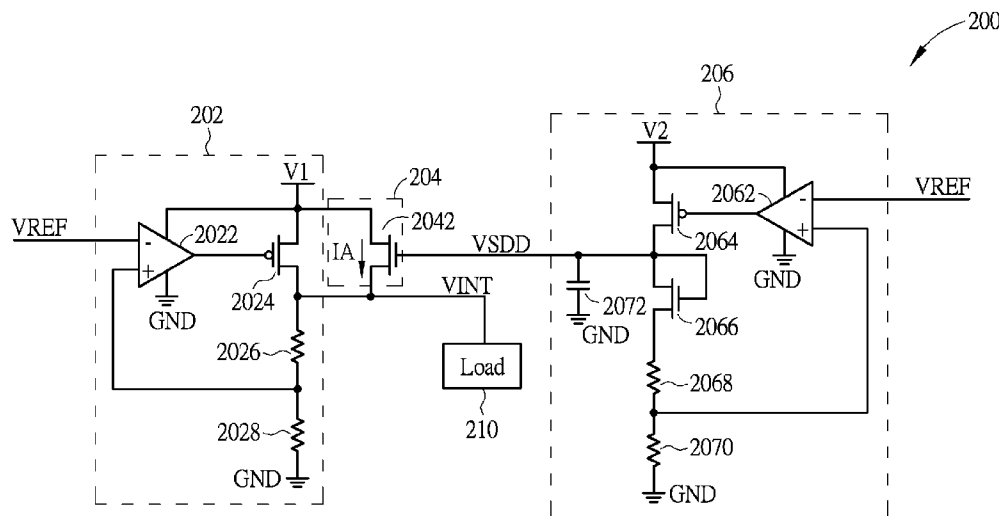 200
206
202
V2
V1
204
2062
-
VREF
2042
VREF
-
2022
+
2064
+
IA
VSDD
GND
2024
VINT
GND
2072
GND
2066
2026
Load
2068
210
2028
2070
GND
GND